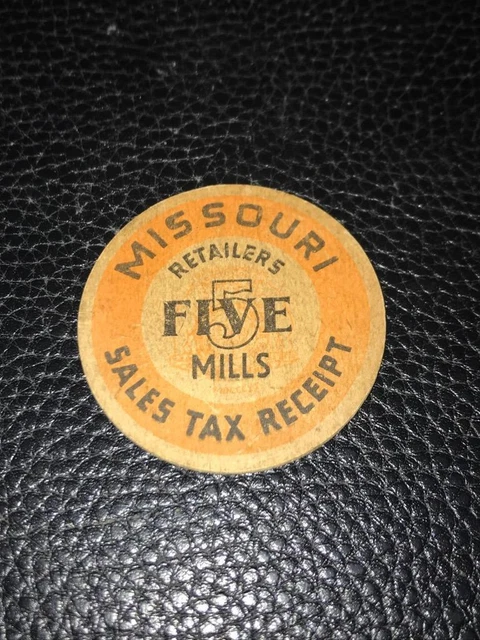 MISSOURI
RETAILERS
5
FIVE
MILLS
SALES TAX RECEIPT